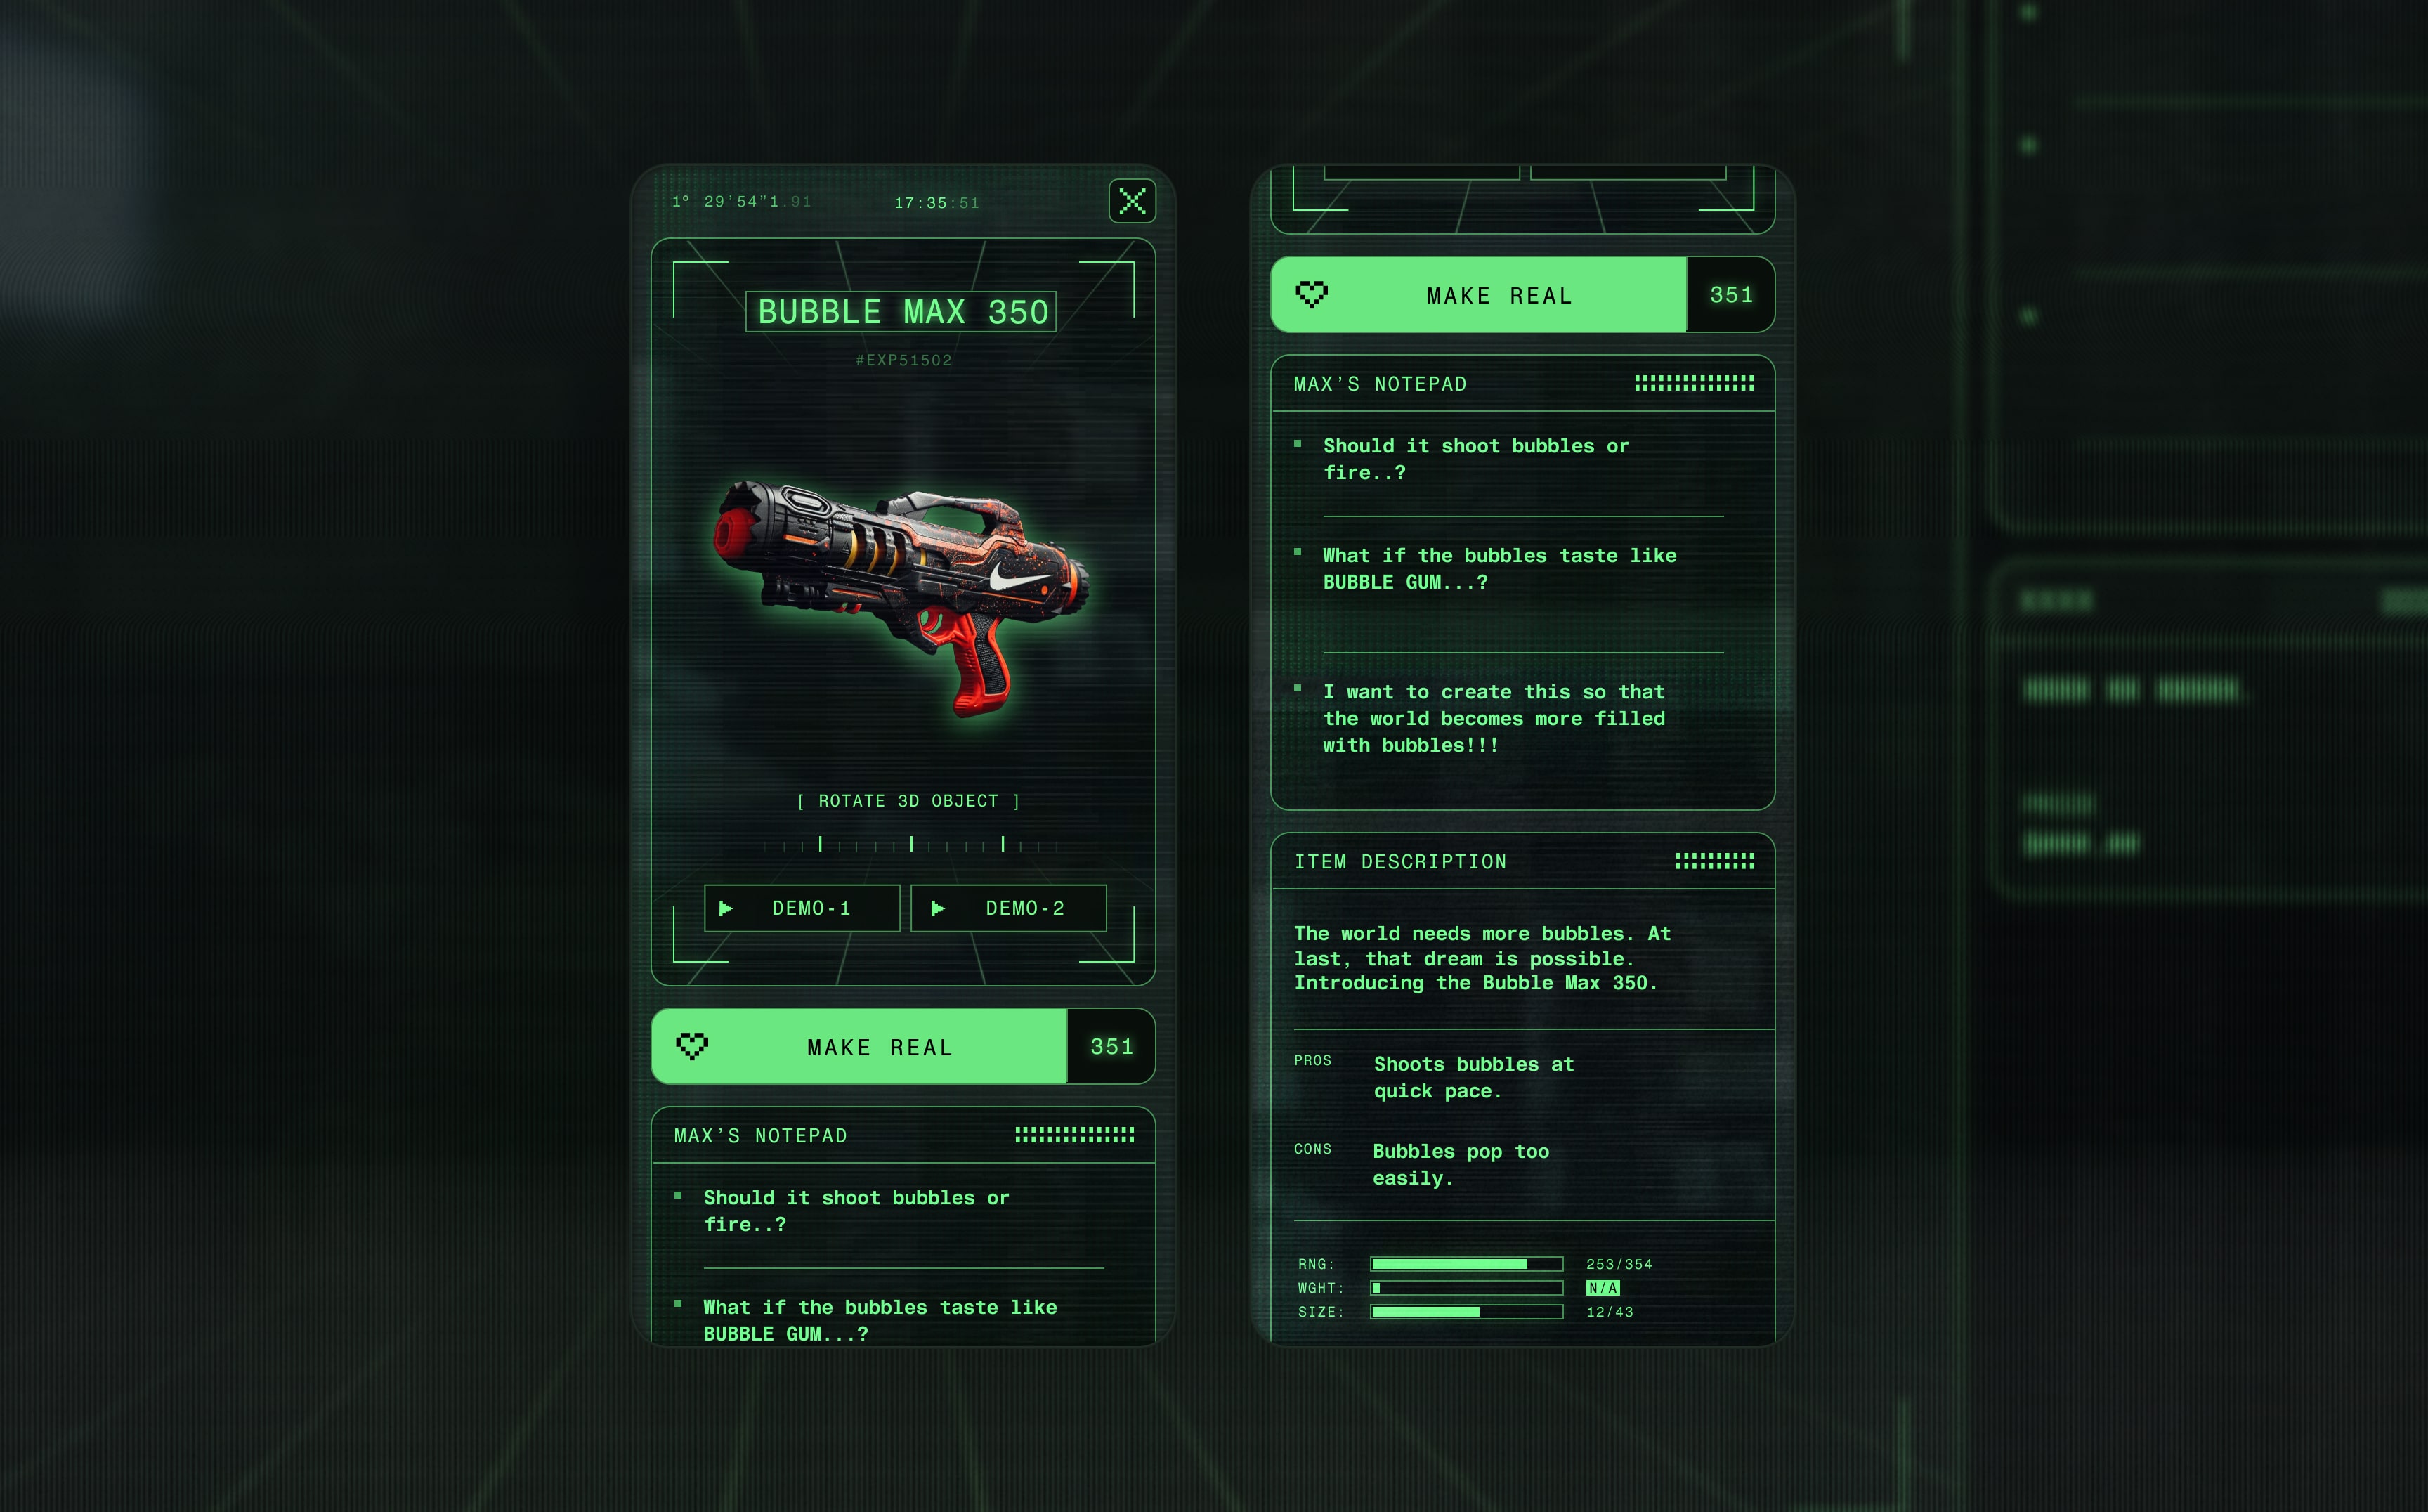 1° 29'54"1.91
17:35:51
BUBBLE MAX 350
#EXP51502
[ ROTATE 3D OBJECT ]
DEMO-1
DEMO-2
MAKE REAL
351
MAX'S NOTEPAD
Should it shoot bubbles or
fire..?
What if the bubbles taste like
BUBBLE GUM...?
MAKE REAL
351
MAX'S NOTEPAD
Should it shoot bubbles or
fire..?
What if the bubbles taste like
BUBBLE GUM...?
I want to create this so that
the world becomes more filled
with bubbles!!!
ITEM DESCRIPTION
The world needs more bubbles. At
last, that dream is possible.
Introducing the Bubble Max 350.
PROS
Shoots bubbles at
quick pace.
CONS
Bubbles pop too
easily.
RNG: 253/354
WGHT: N/A
SIZE: 12/43